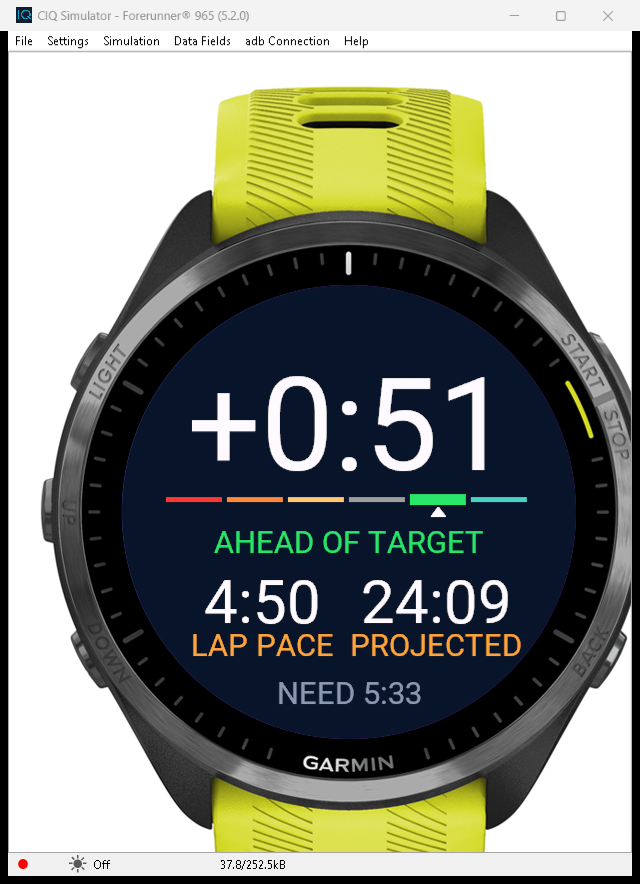 CIQ Simulator - Forerunner® 965 (5.2.0)
File Settings Simulation Data Fields adb Connection Help
LIGHT
START
STOP
UP
+0:51
AHEAD OF TARGET
4:50 24:09
LAP PACE PROJECTED
NEED 5:33
DOWN
BACK
GARMIN
Off 37.8/252.5kB